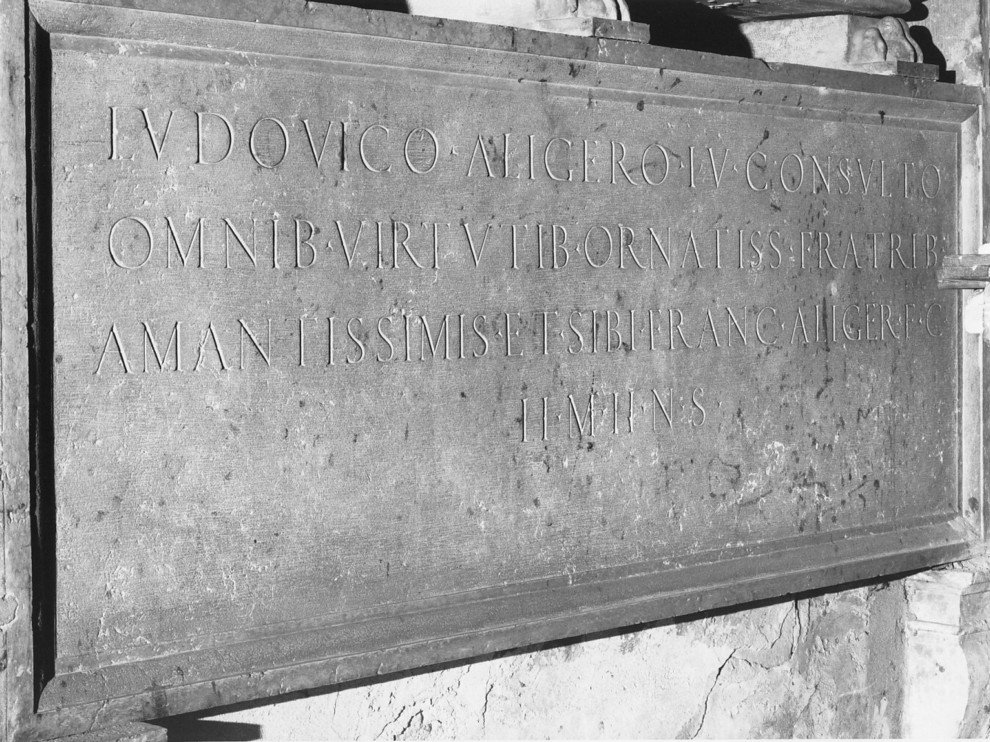 LVDOVICO·ALIGERO·IV·CONSVLTO
OMNIB·VIRTVTIB·ORNATISS·FRATRIB·
AMANTISSIMIS·ET·SIBI·FRANC·ALIGER·F·C·
H·M·H·N·S·